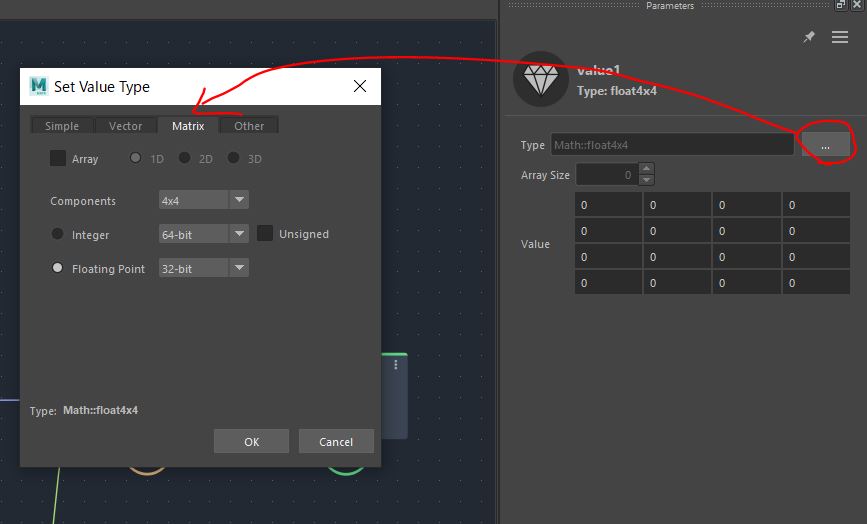 Parameters
value1
Type: float4x4
Set Value Type
Simple Vector Matrix Other
Array 1D 2D 3D
Components 4x4
Integer 64-bit Unsigned
Floating Point 32-bit
Type: Math::float4x4
OK Cancel
Type Math::float4x4 ...
Array Size 0
Value
0 0 0 0
0 0 0 0
0 0 0 0
0 0 0 0